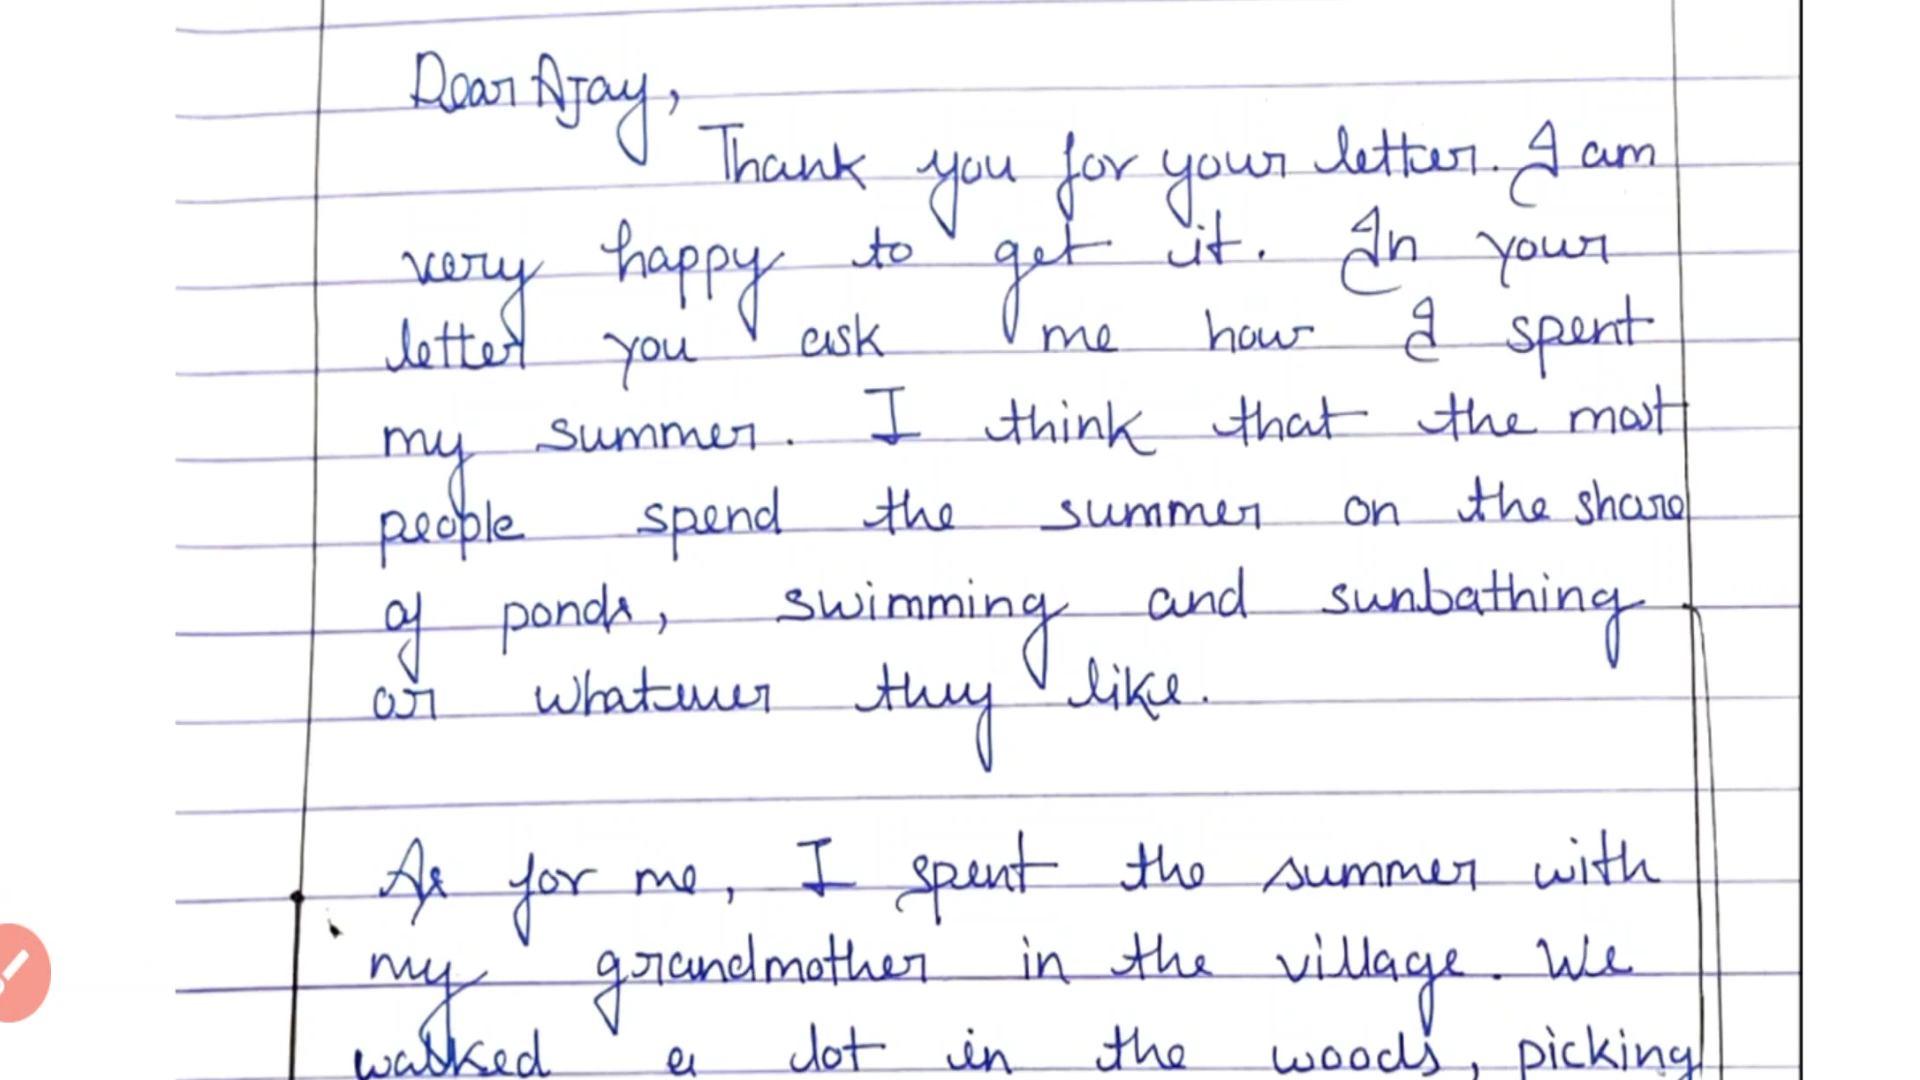 Dear Ajay,
Thank you for your letter. I am
very happy to get it. In your
letter you ask me how I spent
my summer. I think that the most
people spend the summer on the share
of ponds, swimming and sunbathing
or whatever they like.
As for me, I spent the summer with
my grandmother in the village. We
walked a lot in the woods, picking